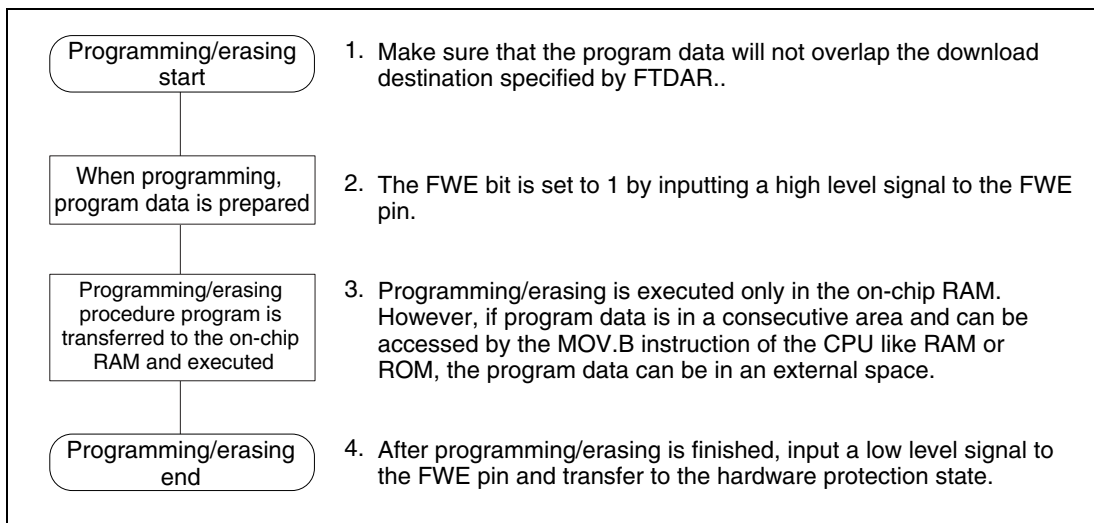 Programming/erasing
start
1. Make sure that the program data will not overlap the download
destination specified by FTDAR..
When programming,
program data is prepared
2. The FWE bit is set to 1 by inputting a high level signal to the FWE
pin.
Programming/erasing
procedure program is
transferred to the on-chip
RAM and executed
3. Programming/erasing is executed only in the on-chip RAM.
However, if program data is in a consecutive area and can be
accessed by the MOV.B instruction of the CPU like RAM or
ROM, the program data can be in an external space.
Programming/erasing
end
4. After programming/erasing is finished, input a low level signal to
the FWE pin and transfer to the hardware protection state.